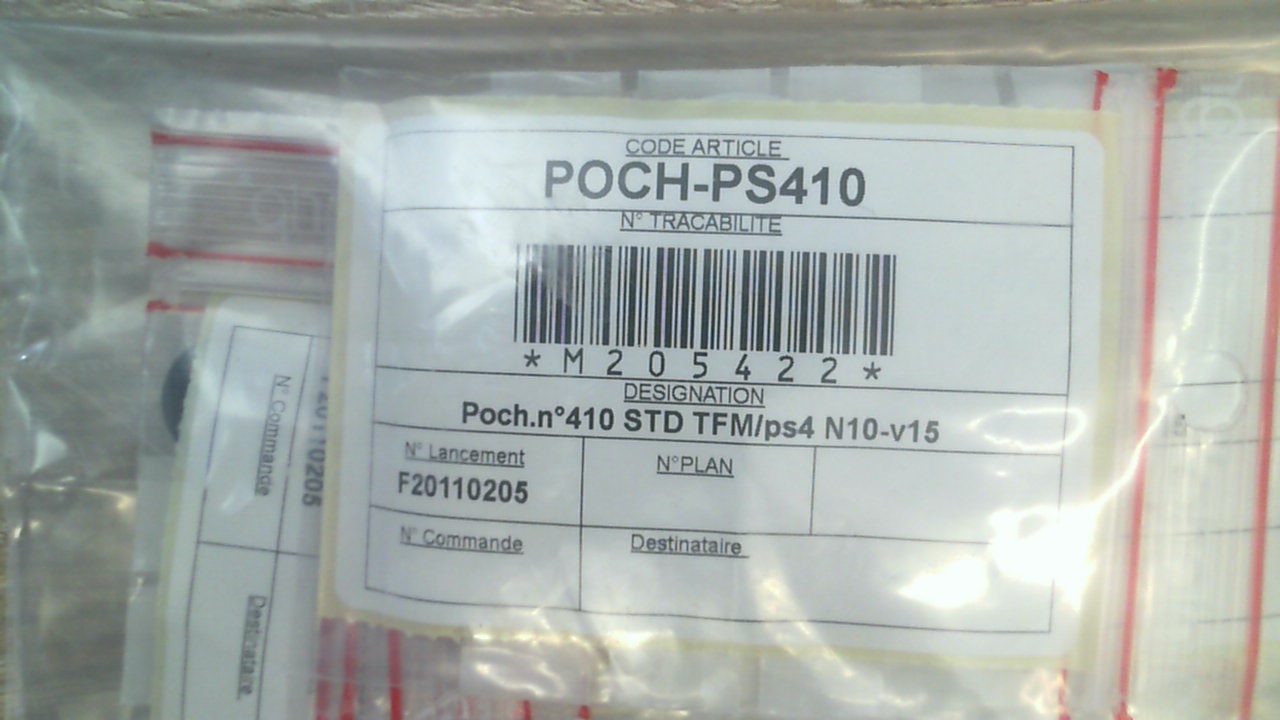 CODE ARTICLE
POCH-PS410
N° TRACABILITE
*M205422*
DESIGNATION
Poch.n°410 STD TFM/ps4 N10-v15
N° Lancement
F20110205
N°PLAN
N° Commande
Destinataire
N° Commande
F20110205
Destinataire